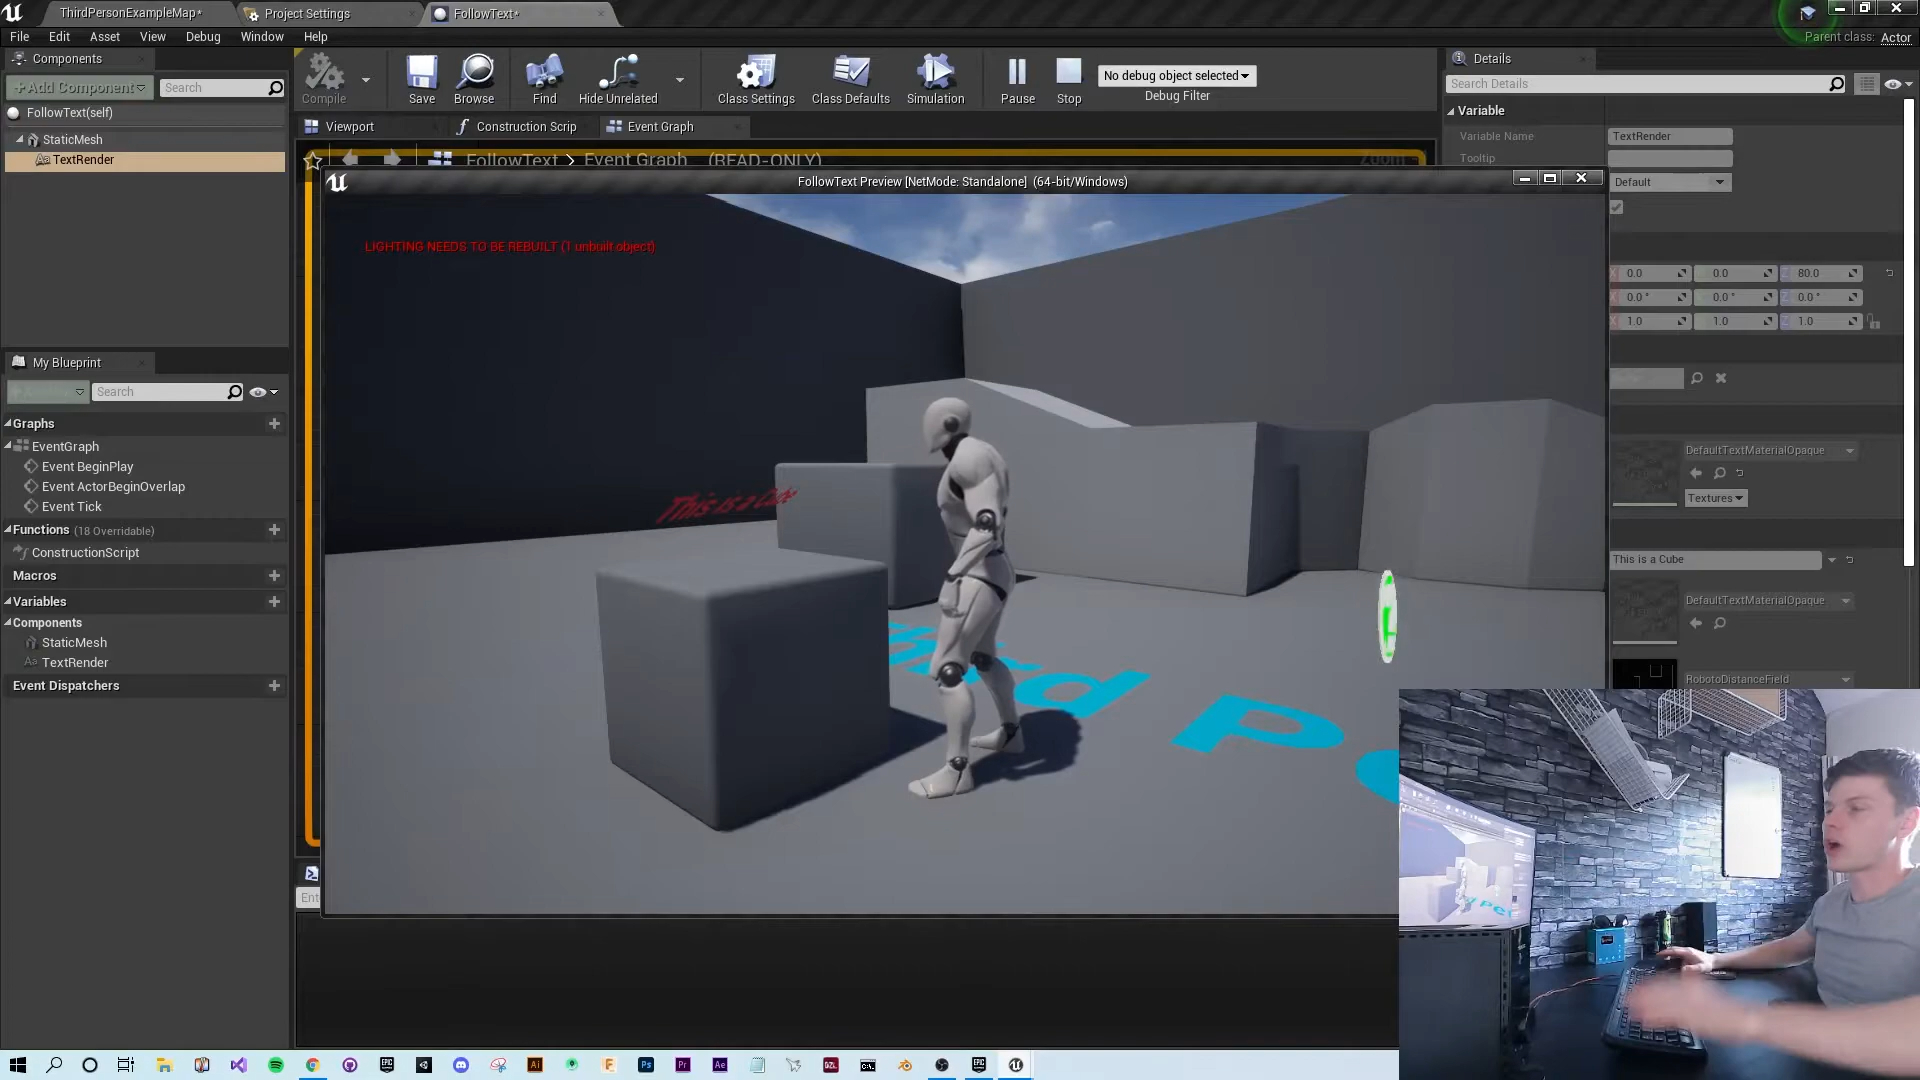 ThirdPersonExampleMap*
Project Settings
FollowText*
File Edit Asset View Debug Window Help
Parent class: Actor
Components
Details
+Add Component
Search
Compile
Save
Browse
Find
Hide Unrelated
Class Settings
Class Defaults
Simulation
Pause
Stop
No debug object selected
Debug Filter
Search Details
FollowText(self)
Viewport
Construction Scrip
Event Graph
Variable
StaticMesh
Variable Name
TextRender
TextRender
Tooltip
FollowText > Event Graph (READ-ONLY)
Zoom
FollowText Preview [NetMode: Standalone] (64-bit/Windows)
Default
LIGHTING NEEDS TO BE REBUILT (1 unbuilt object)
0.0 0.0 80.0
0.0° 0.0° 0.0°
1.0 1.0 1.0
My Blueprint
Search
Graphs
EventGraph
Event BeginPlay
Event ActorBeginOverlap
Event Tick
Functions (18 Overridable)
ConstructionScript
Macros
Variables
Components
StaticMesh
TextRender
Event Dispatchers
DefaultTextMaterialOpaque
Textures
This is a Cube
This is a Cube
DefaultTextMaterialOpaque
RobotoDistanceField
ird Pe
Ent